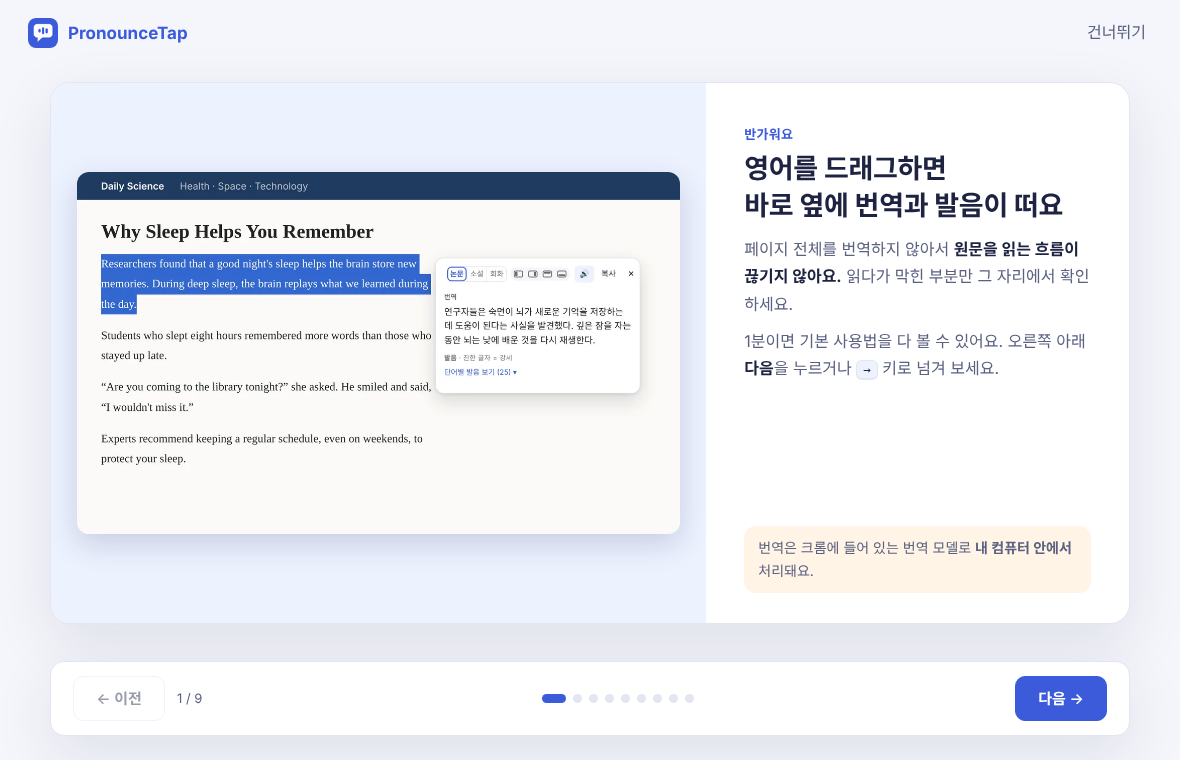 PronounceTap
건너뛰기
Daily Science Health · Space · Technology
Why Sleep Helps You Remember
Researchers found that a good night's sleep helps the brain store new
memories. During deep sleep, the brain replays what we learned during
the day.
Students who slept eight hours remembered more words than those who
stayed up late.
“Are you coming to the library tonight?” she asked. He smiled and said,
“I wouldn't miss it.”
Experts recommend keeping a regular schedule, even on weekends, to
protect your sleep.
논문 소설 회화 복사 ×
번역
연구자들은 숙면이 뇌가 새로운 기억을 저장하는
데 도움이 된다는 사실을 발견했다. 깊은 잠을 자는
동안 뇌는 낮에 배운 것을 다시 재생한다.
발음 · 진한 글자 = 강세
단어별 발음 보기 (25) ▾
반가워요
영어를 드래그하면
바로 옆에 번역과 발음이 떠요
페이지 전체를 번역하지 않아서 원문을 읽는 흐름이
끊기지 않아요. 읽다가 막힌 부분만 그 자리에서 확인
하세요.
1분이면 기본 사용법을 다 볼 수 있어요. 오른쪽 아래
다음을 누르거나 → 키로 넘겨 보세요.
번역은 크롬에 들어 있는 번역 모델로 내 컴퓨터 안에서
처리돼요.
← 이전
1 / 9
다음 →